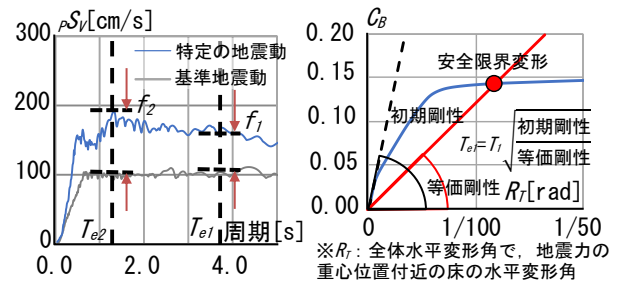 pSV[cm/s]
300
200
100
0
特定の地震動
基準地震動
f2
f1
Te2
Te1
周期[s]
0.0
2.0
4.0
CB
0.20
0.10
0.05
0.00
安全限界変形
初期剛性
Te1=T1√初期剛性/等価剛性
等価剛性
RT[rad]
0
1/100
1/50
※RT：全体水平変形角で，地震力の
重心位置付近の床の水平変形角